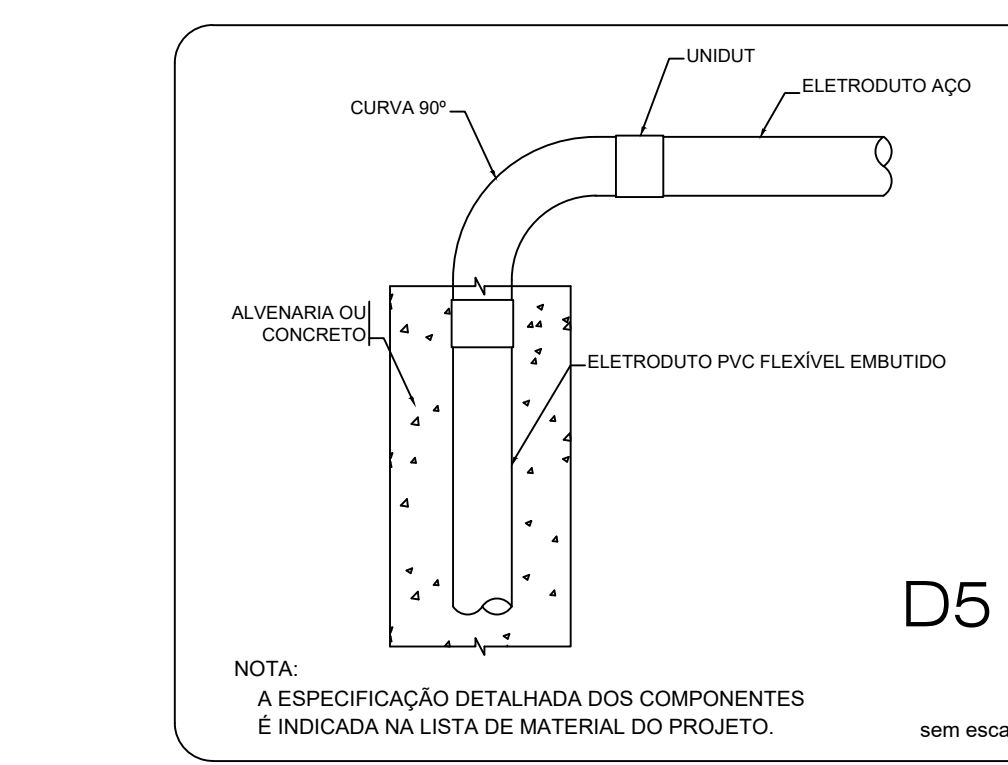 UNIDUT
ELETRODUTO AÇO
CURVA 90º
ALVENARIA OU
CONCRETO
ELETRODUTO PVC FLEXÍVEL EMBUTIDO
D5
NOTA:
A ESPECIFICAÇÃO DETALHADA DOS COMPONENTES
É INDICADA NA LISTA DE MATERIAL DO PROJETO.
sem esca